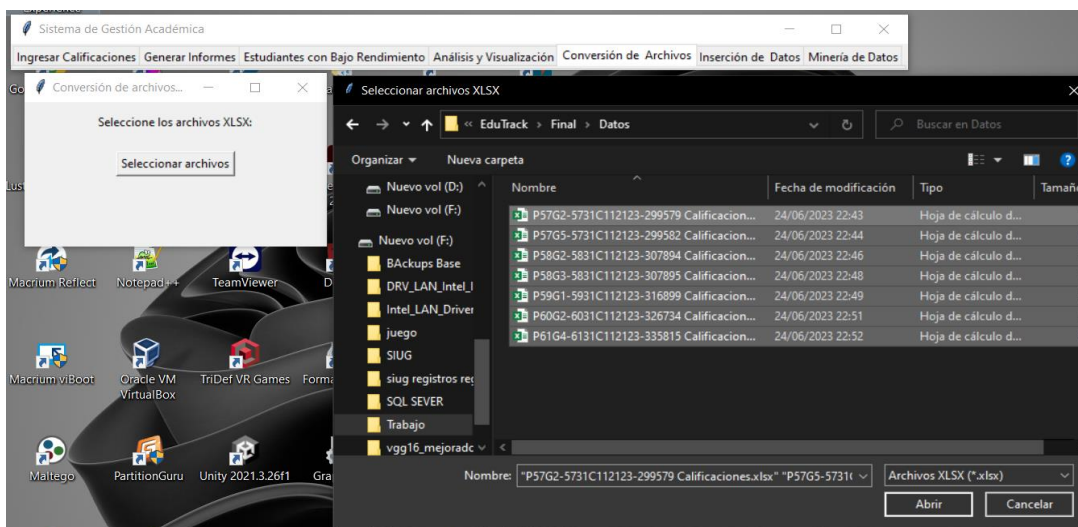 Sistema de Gestión Académica
Ingresar Calificaciones Generar Informes Estudiantes con Bajo Rendimiento Análisis y Visualización Conversión de Archivos Inserción de Datos Minería de Datos
Conversión de archivos...
Seleccione los archivos XLSX:
Seleccionar archivos
Macrium Reflect
Notepad++
TeamViewer
Macrium viBoot
Oracle VM
VirtualBox
TriDef VR Games
Forma
Maltego
PartitionGuru
Unity 2021.3.26f1
Gra
Seleccionar archivos XLSX
« EduTrack › Final › Datos
Buscar en Datos
Organizar
Nueva carpeta
Nuevo vol (D:)
Nuevo vol (F:)
Nuevo vol (F:)
BAckups Base
DRV_LAN_Intel_I
Intel_LAN_Driver
juego
SIUG
siug registros reg
SQL SEVER
Trabajo
vgg16_mejoradc
Nombre Fecha de modificación Tipo Tamaño
P57G2-5731C112123-299579 Calificacion... 24/06/2023 22:43 Hoja de cálculo d...
P57G5-5731C112123-299582 Calificacion... 24/06/2023 22:44 Hoja de cálculo d...
P58G2-5831C112123-307894 Calificacion... 24/06/2023 22:46 Hoja de cálculo d...
P58G3-5831C112123-307895 Calificacion... 24/06/2023 22:48 Hoja de cálculo d...
P59G1-5931C112123-316899 Calificacion... 24/06/2023 22:49 Hoja de cálculo d...
P60G2-6031C112123-326734 Calificacion... 24/06/2023 22:51 Hoja de cálculo d...
P61G4-6131C112123-335815 Calificacion... 24/06/2023 22:52 Hoja de cálculo d...
Nombre: "P57G2-5731C112123-299579 Calificaciones.xlsx" "P57G5-5731( Archivos XLSX (*.xlsx)
Abrir Cancelar